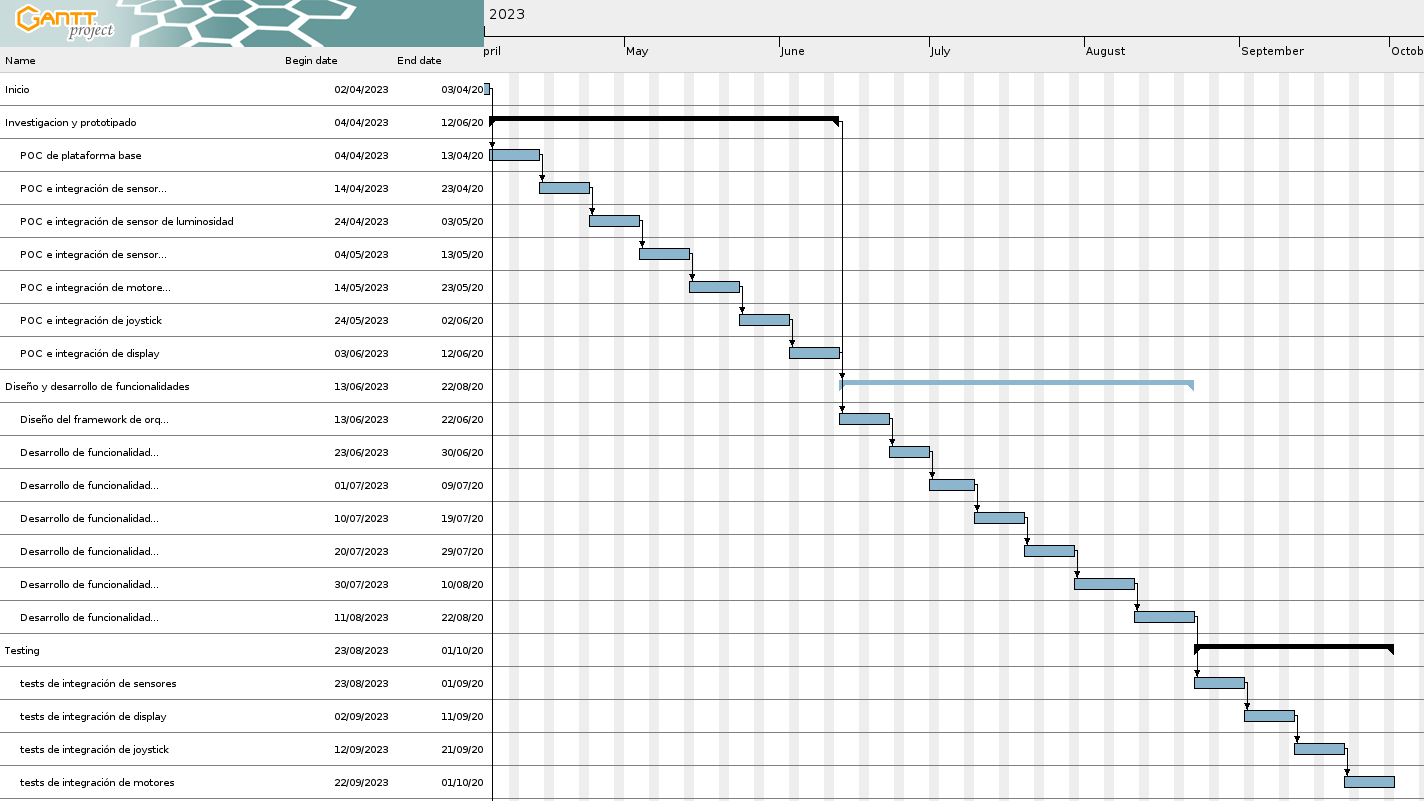 GANTT project
2023
pril May June July August September Octob
Name Begin date End date
Inicio 02/04/2023 03/04/20
Investigacion y prototipado 04/04/2023 12/06/20
POC de plataforma base 04/04/2023 13/04/20
POC e integración de sensor... 14/04/2023 23/04/20
POC e integración de sensor de luminosidad 24/04/2023 03/05/20
POC e integración de sensor... 04/05/2023 13/05/20
POC e integración de motore... 14/05/2023 23/05/20
POC e integración de joystick 24/05/2023 02/06/20
POC e integración de display 03/06/2023 12/06/20
Diseño y desarrollo de funcionalidades 13/06/2023 22/08/20
Diseño del framework de orq... 13/06/2023 22/06/20
Desarrollo de funcionalidad... 23/06/2023 30/06/20
Desarrollo de funcionalidad... 01/07/2023 09/07/20
Desarrollo de funcionalidad... 10/07/2023 19/07/20
Desarrollo de funcionalidad... 20/07/2023 29/07/20
Desarrollo de funcionalidad... 30/07/2023 10/08/20
Desarrollo de funcionalidad... 11/08/2023 22/08/20
Testing 23/08/2023 01/10/20
tests de integración de sensores 23/08/2023 01/09/20
tests de integración de display 02/09/2023 11/09/20
tests de integración de joystick 12/09/2023 21/09/20
tests de integración de motores 22/09/2023 01/10/20